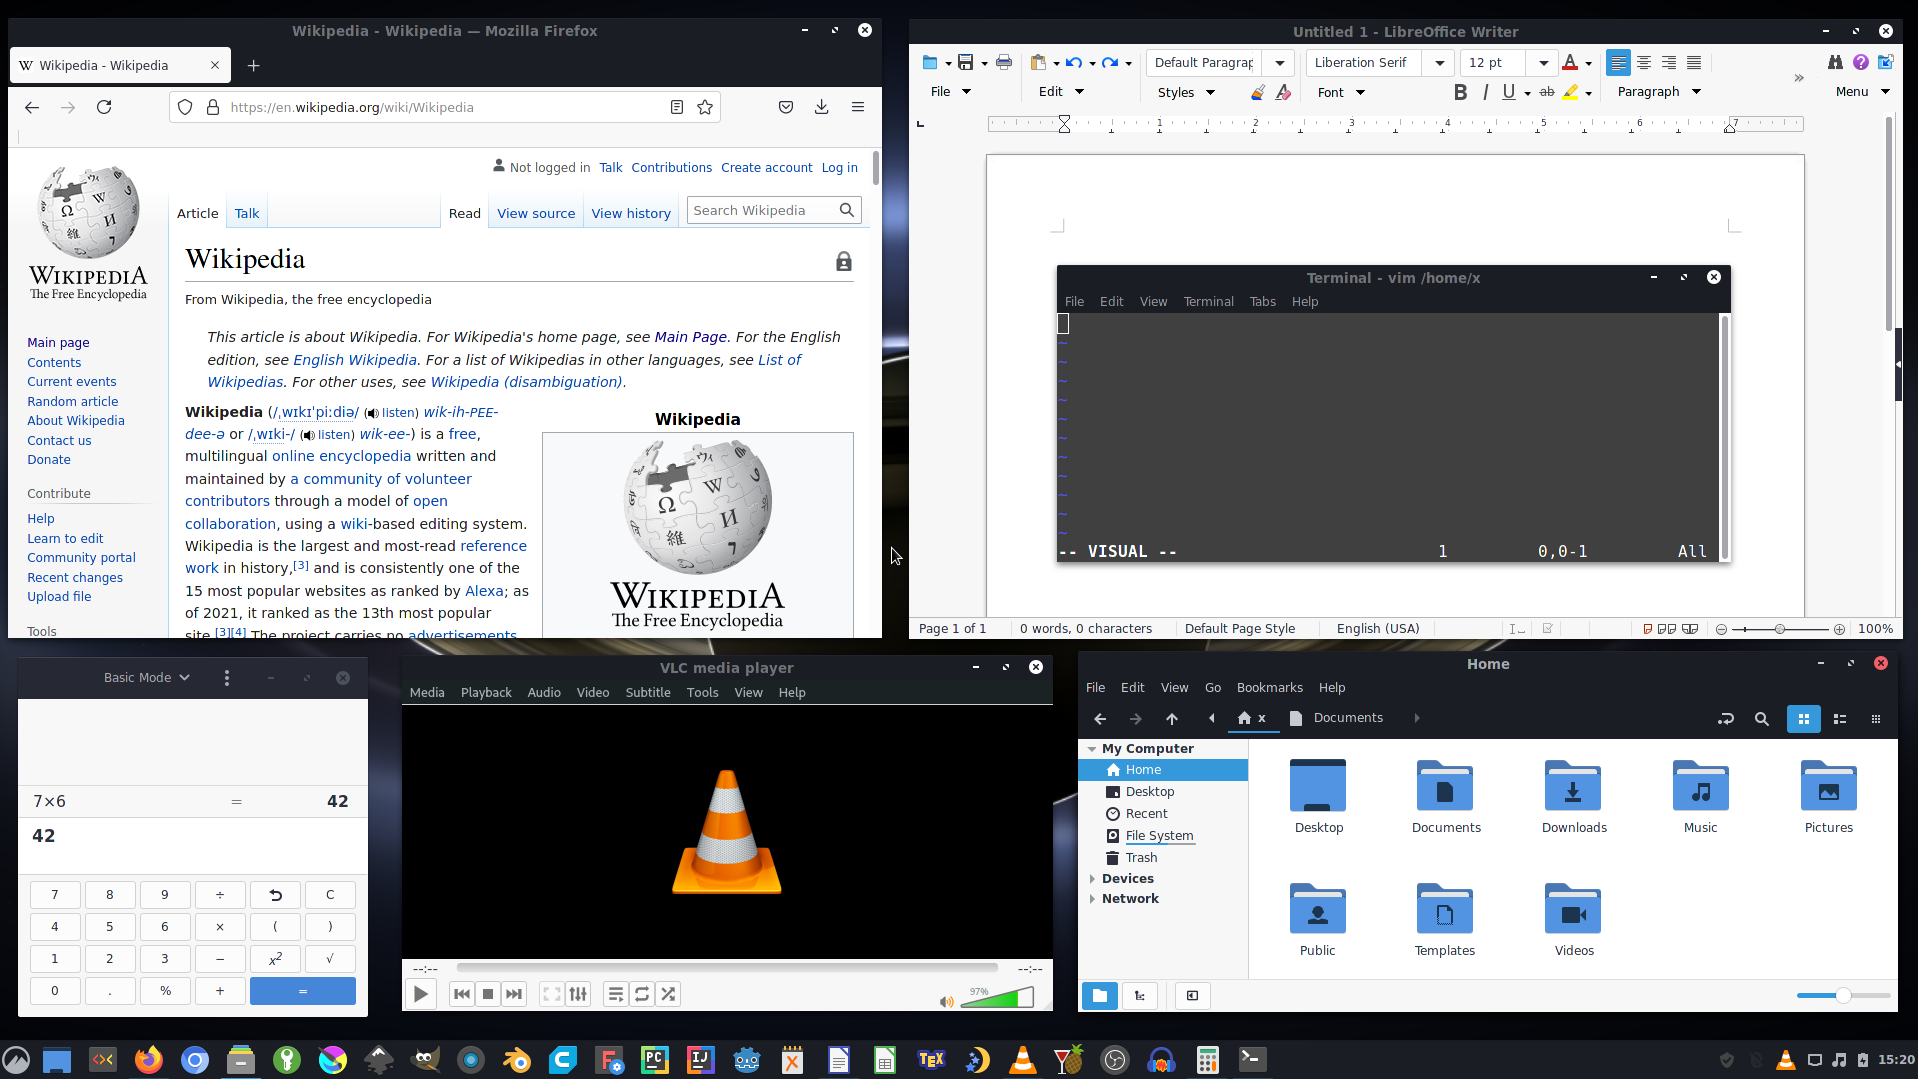 Wikipedia - Wikipedia — Mozilla Firefox
Wikipedia - Wikipedia
https://en.wikipedia.org/wiki/Wikipedia
Not logged in Talk Contributions Create account Log in
Article Talk Read View source View history Search Wikipedia
WIKIPEDIA
The Free Encyclopedia
Main page
Contents
Current events
Random article
About Wikipedia
Contact us
Donate
Contribute
Help
Learn to edit
Community portal
Recent changes
Upload file
Tools
Wikipedia
From Wikipedia, the free encyclopedia
This article is about Wikipedia. For Wikipedia's home page, see Main Page. For the English
edition, see English Wikipedia. For a list of Wikipedias in other languages, see List of
Wikipedias. For other uses, see Wikipedia (disambiguation).
Wikipedia (/ˌwɪkɪˈpiːdiə/ (listen) wik-ih-PEE-
dee-ə or /ˌwɪki-/ (listen) wik-ee-) is a free,
multilingual online encyclopedia written and
maintained by a community of volunteer
contributors through a model of open
collaboration, using a wiki-based editing system.
Wikipedia is the largest and most-read reference
work in history,[3] and is consistently one of the
15 most popular websites as ranked by Alexa; as
of 2021, it ranked as the 13th most popular
site.[3][4] The project carries no advertisements
Wikipedia
WIKIPEDIA
The Free Encyclopedia
Untitled 1 - LibreOffice Writer
Default Paragrap Liberation Serif 12 pt
File Edit Styles Font Paragraph Menu
1 2 3 4 5 6 7
Terminal - vim /home/x
File Edit View Terminal Tabs Help
~
~
~
~
~
~
~
~
~
~
~
-- VISUAL -- 1 0,0-1 All
Page 1 of 1 0 words, 0 characters Default Page Style English (USA) 100%
Basic Mode
7×6 = 42
42
7 8 9 ÷ C
4 5 6 × ( )
1 2 3 − x² √
0 . % + =
VLC media player
Media Playback Audio Video Subtitle Tools View Help
--:-- --:--
97%
Home
File Edit View Go Bookmarks Help
x Documents
My Computer
Home
Desktop
Recent
File System
Trash
Devices
Network
Desktop Documents Downloads Music Pictures
Public Templates Videos
PC IJ TEX
15:20